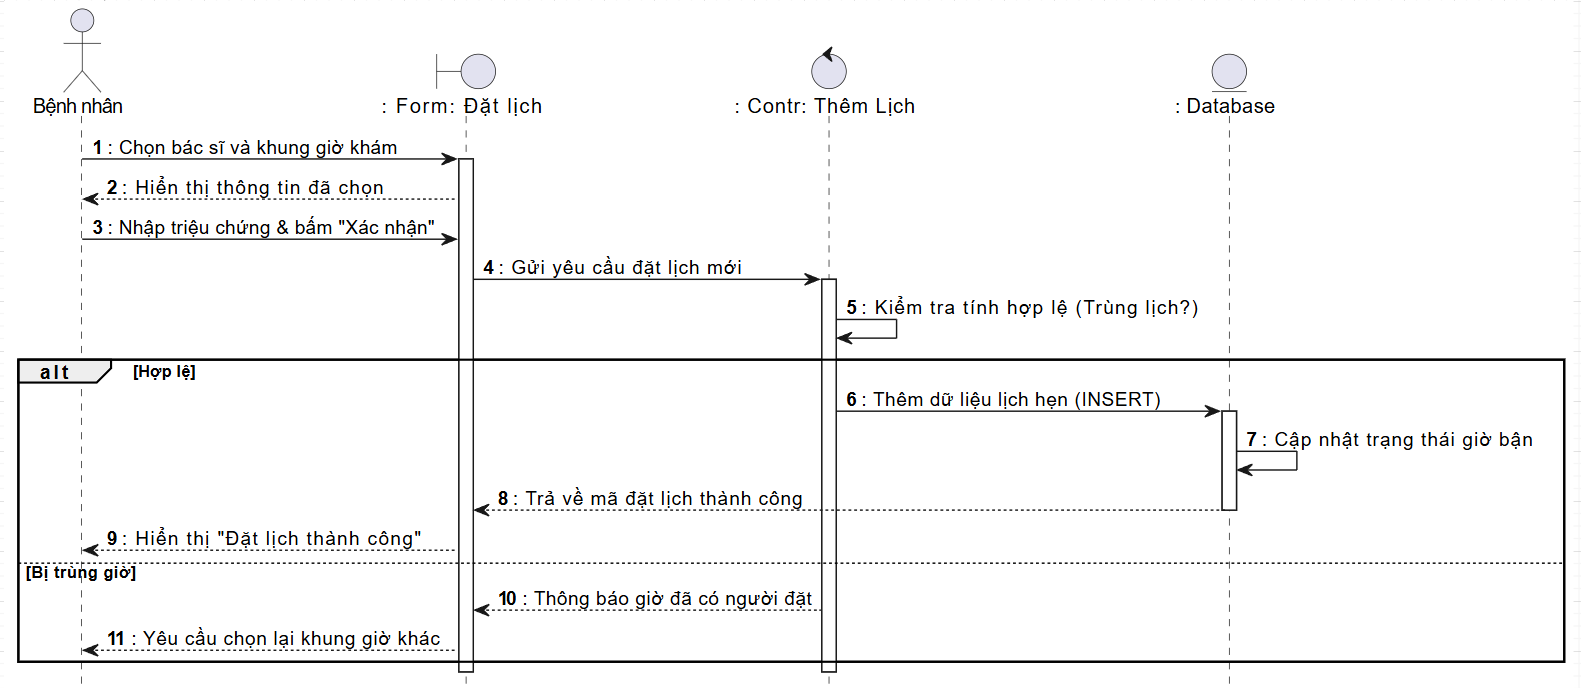 Bệnh nhân
: Form: Đặt lịch
: Contr: Thêm Lịch
: Database
1 : Chọn bác sĩ và khung giờ khám
2 : Hiển thị thông tin đã chọn
3 : Nhập triệu chứng & bấm "Xác nhận"
4 : Gửi yêu cầu đặt lịch mới
5 : Kiểm tra tính hợp lệ (Trùng lịch?)
alt
[Hợp lệ]
6 : Thêm dữ liệu lịch hẹn (INSERT)
7 : Cập nhật trạng thái giờ bận
8 : Trả về mã đặt lịch thành công
9 : Hiển thị "Đặt lịch thành công"
[Bị trùng giờ]
10 : Thông báo giờ đã có người đặt
11 : Yêu cầu chọn lại khung giờ khác